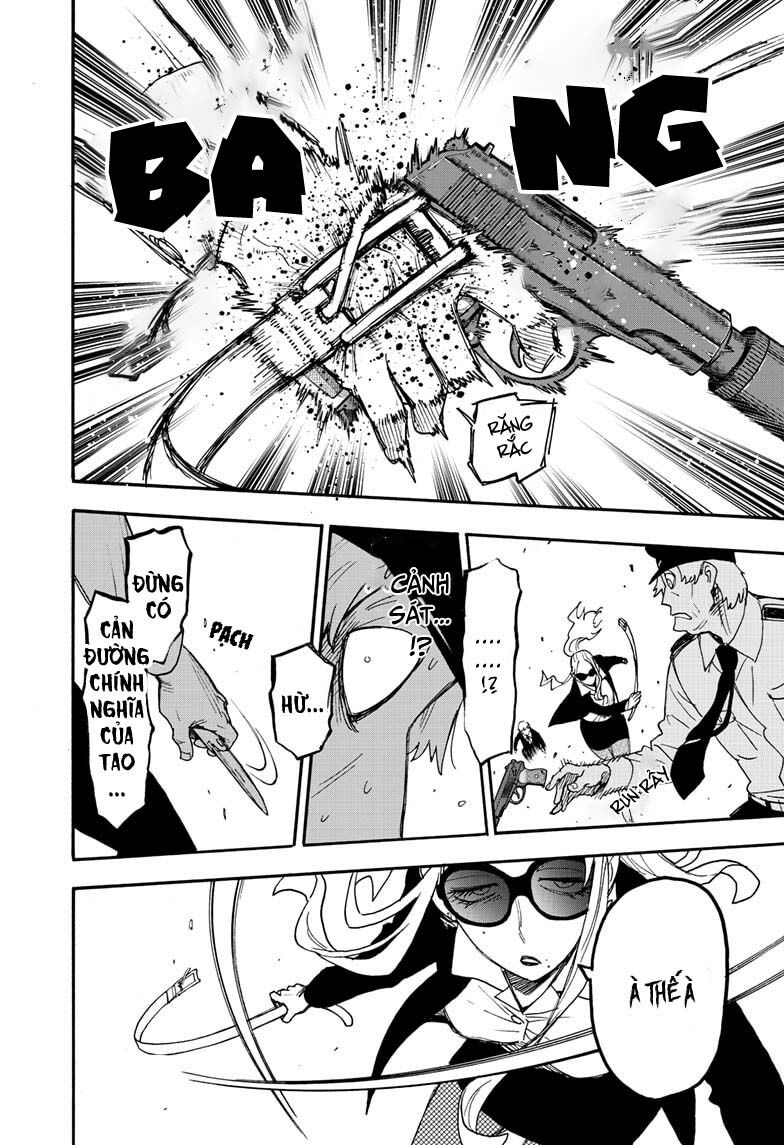 BANG
RĂNG
RẮC
.....
....!?
RUN RẨY
CẢNH
SÁT...
!?
HỪ...
ĐỪNG
CÓ
CẢN
ĐƯỜNG
CHÍNH
NGHĨA
CỦA
TAO
...
PẠCH
À THẾ À